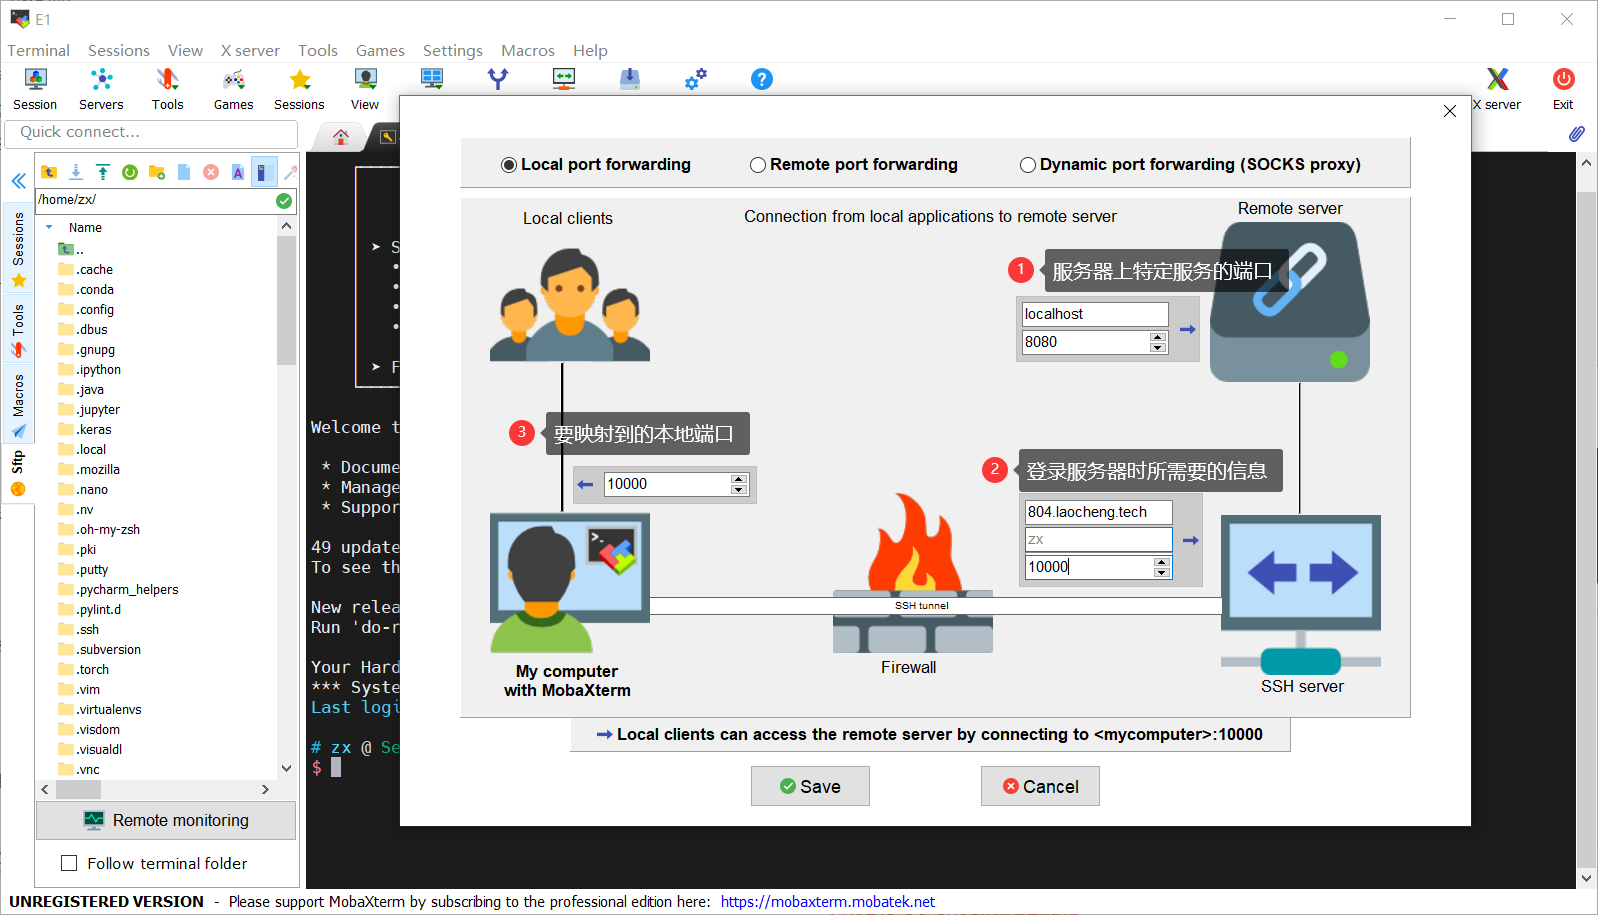 E1
Terminal Sessions View X server Tools Games Settings Macros Help
Session Servers Tools Games Sessions View X server Exit
Quick connect...
/home/zx/
Name
..
.cache
.conda
.config
.dbus
.gnupg
.ipython
.java
.jupyter
.keras
.local
.mozilla
.nano
.nv
.oh-my-zsh
.pki
.putty
.pycharm_helpers
.pylint.d
.ssh
.subversion
.torch
.vim
.virtualenvs
.visdom
.visualdl
.vnc
Sessions
Tools
Macros
Sftp
Remote monitoring
Follow terminal folder
➤ S
•
•
•
•
➤ F
Welcome t
* Docume
* Manage
* Suppor
49 update
To see th
New relea
Run 'do-r
Your Hard
*** Syste
Last logi
# zx @ Se
$
Local port forwarding Remote port forwarding Dynamic port forwarding (SOCKS proxy)
Local clients
Connection from local applications to remote server
Remote server
1 服务器上特定服务的端口
localhost
8080
3 要映射到的本地端口
10000
2 登录服务器时所需要的信息
804.laocheng.tech
zx
10000
SSH tunnel
My computer
with MobaXterm
Firewall
SSH server
Local clients can access the remote server by connecting to <mycomputer>:10000
Save Cancel
UNREGISTERED VERSION - Please support MobaXterm by subscribing to the professional edition here: https://mobaxterm.mobatek.net